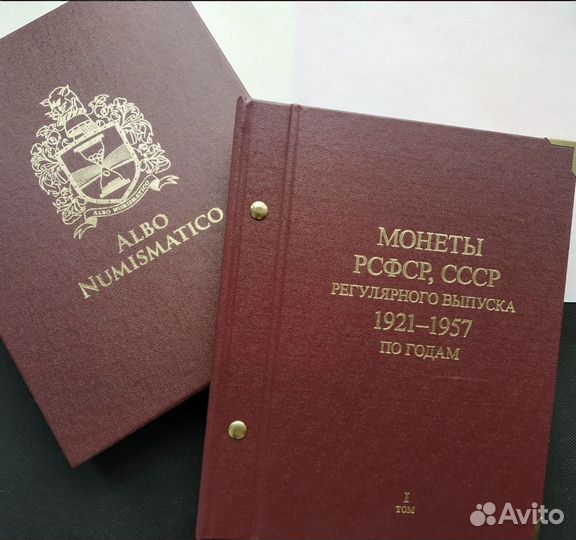 ALBO NUMISMATICO
ALBO
NUMISMATICO
МОНЕТЫ
РСФСР, СССР
РЕГУЛЯРНОГО ВЫПУСКА
1921–1957
ПО ГОДАМ
I
ТОМ
Avito